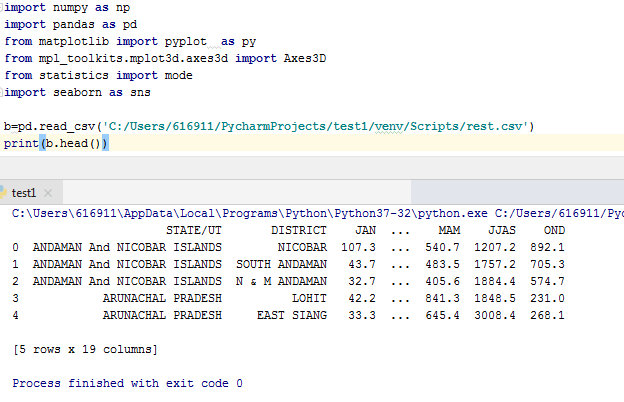 import numpy as np
import pandas as pd
from matplotlib import pyplot as py
from mpl_toolkits.mplot3d.axes3d import Axes3D
from statistics import mode
import seaborn as sns
b=pd.read_csv('C:/Users/616911/PycharmProjects/test1/venv/Scripts/rest.csv')
print(b.head())
test1 ×
C:\Users\616911\AppData\Local\Programs\Python\Python37-32\python.exe C:/Users/616911/Pyc
STATE/UT DISTRICT JAN ... MAM JJAS OND
0 ANDAMAN And NICOBAR ISLANDS NICOBAR 107.3 ... 540.7 1207.2 892.1
1 ANDAMAN And NICOBAR ISLANDS SOUTH ANDAMAN 43.7 ... 483.5 1757.2 705.3
2 ANDAMAN And NICOBAR ISLANDS N & M ANDAMAN 32.7 ... 405.6 1884.4 574.7
3 ARUNACHAL PRADESH LOHIT 42.2 ... 841.3 1848.5 231.0
4 ARUNACHAL PRADESH EAST SIANG 33.3 ... 645.4 3008.4 268.1
[5 rows x 19 columns]
Process finished with exit code 0